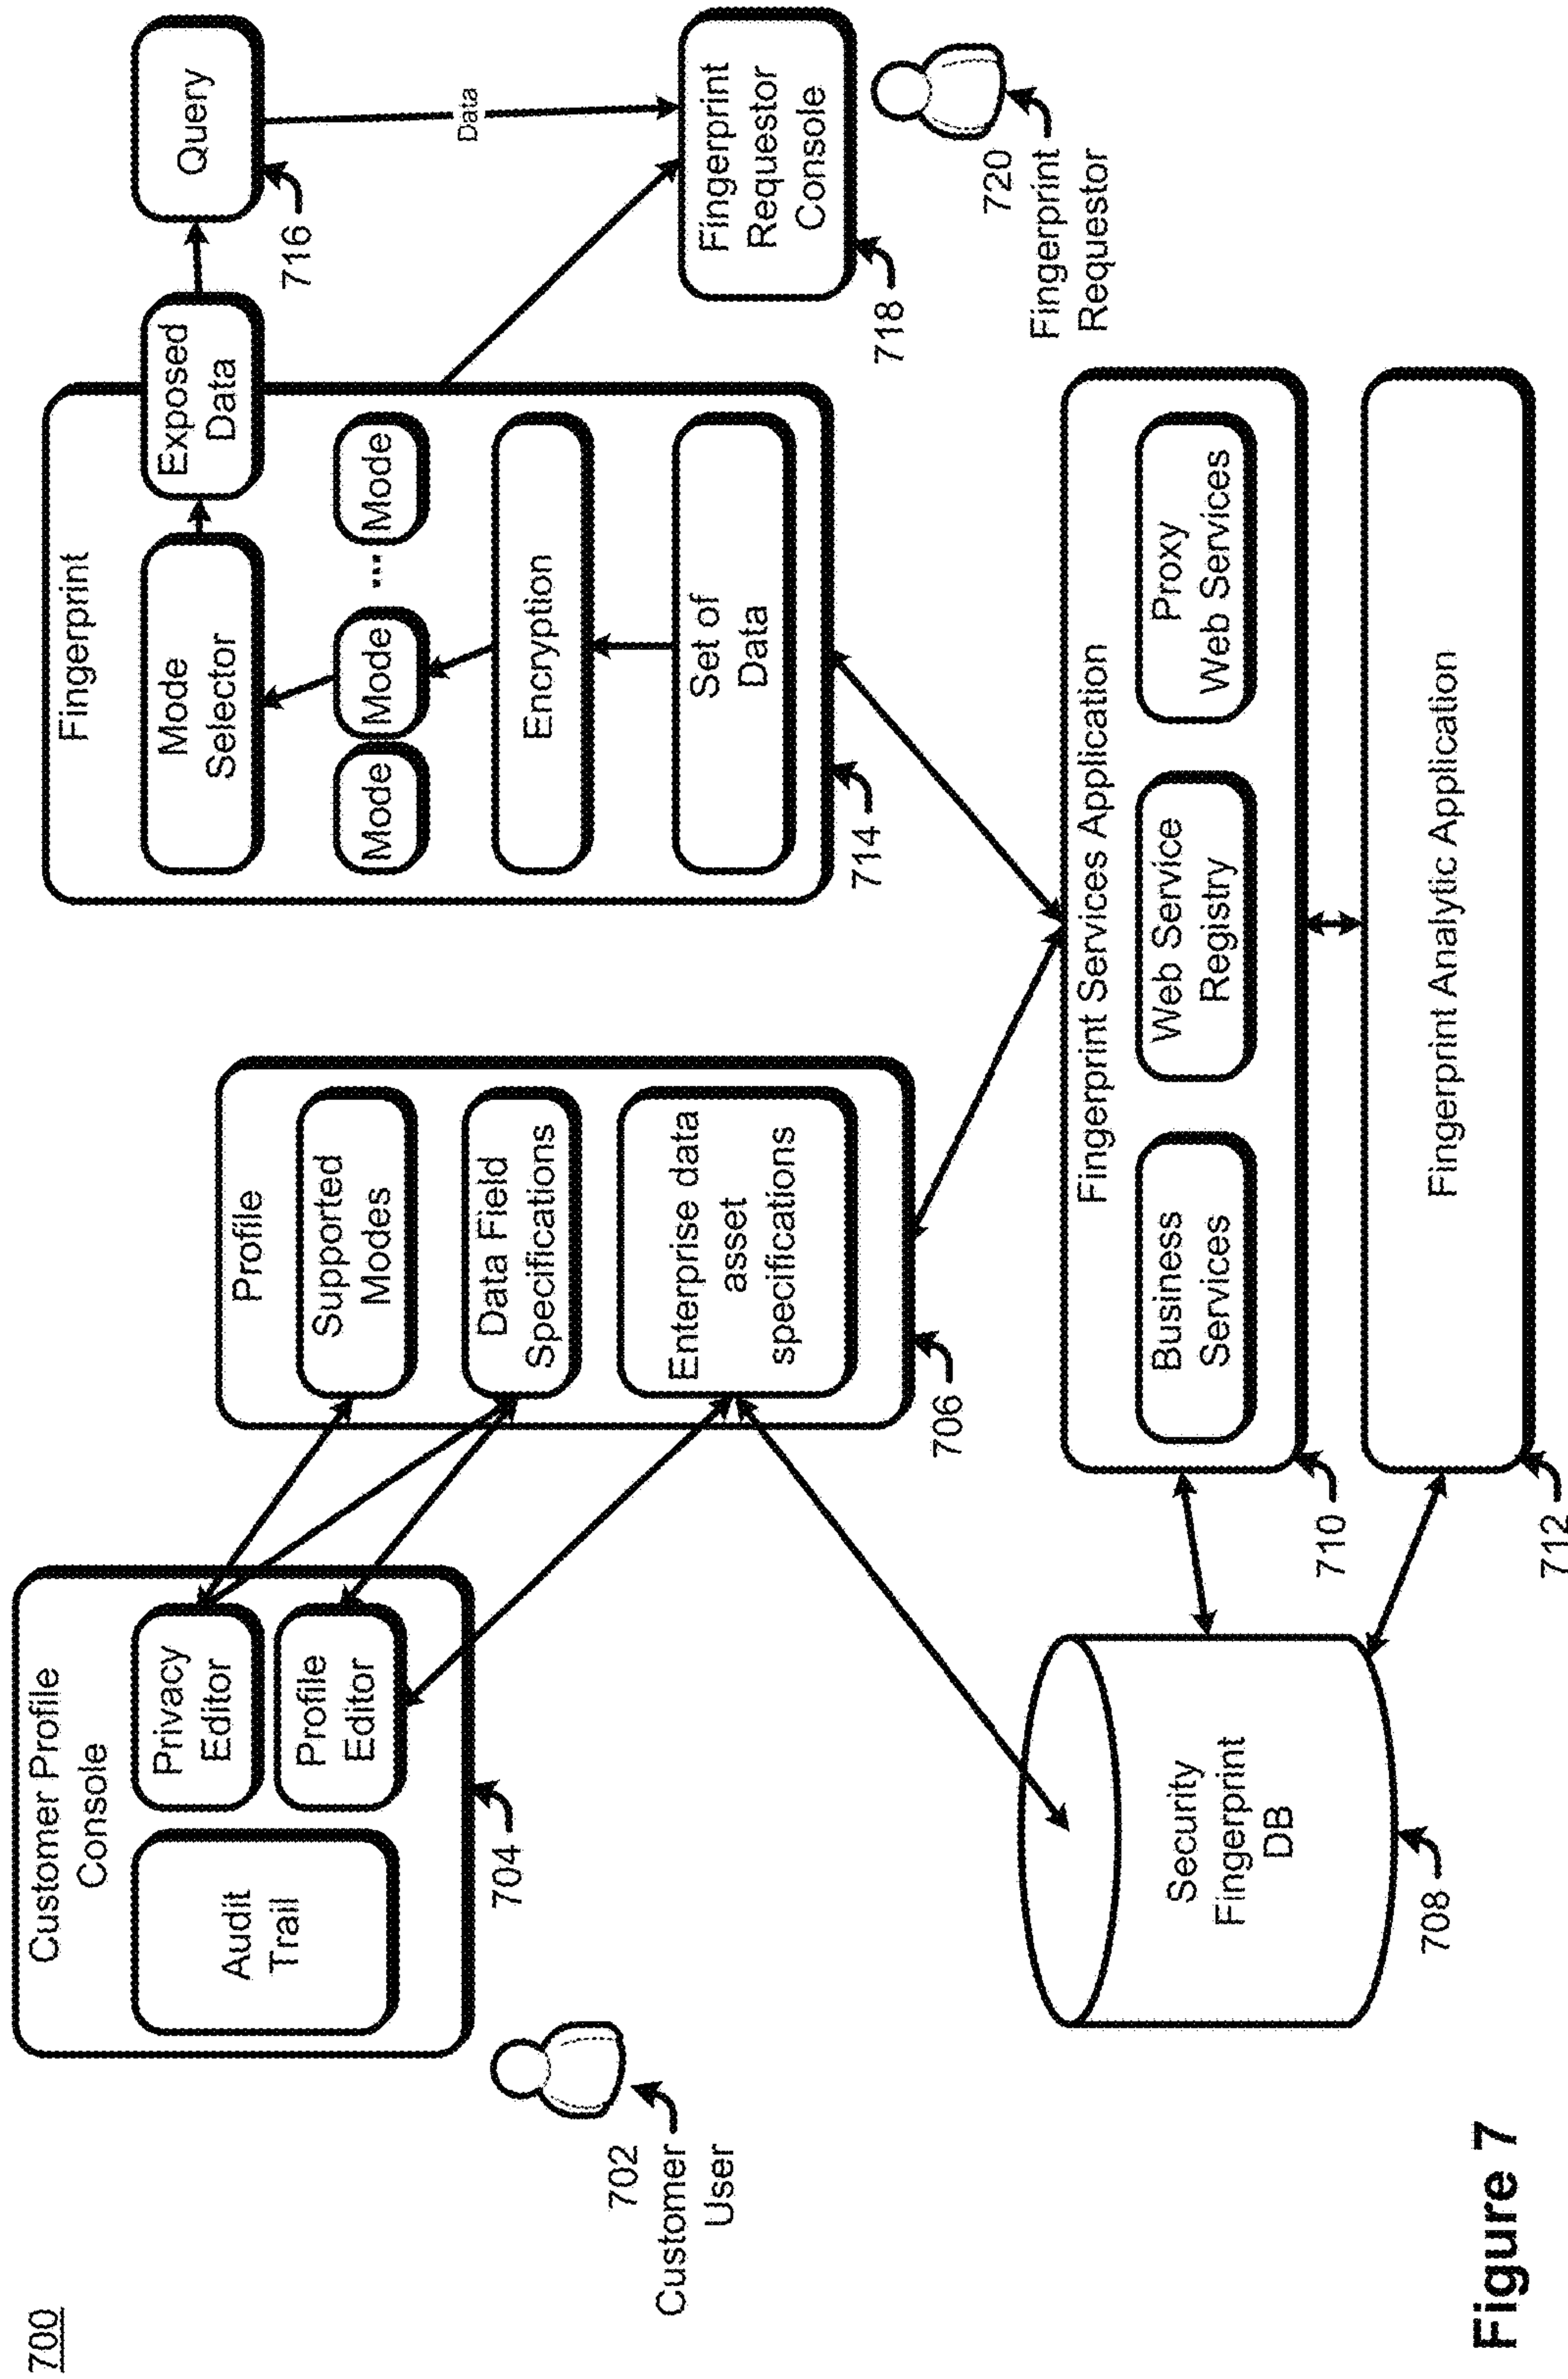 700
Customer Profile
Console
Audit
Trail
Privacy
Editor
Profile
Editor
704
702
Customer
User
Profile
Supported
Modes
Data Field
Specifications
Enterprise data
asset
specifications
706
Fingerprint
Mode
Selector
Exposed
Data
Mode
Mode
...
Mode
Encryption
Set of
Data
714
Query
716
Data
Fingerprint
Requestor
Console
718
720
Fingerprint
Requestor
Security
Fingerprint
DB
708
Fingerprint Services Application
Business
Services
Web Service
Registry
Proxy
Web Services
710
Fingerprint Analytic Application
712
Figure 7